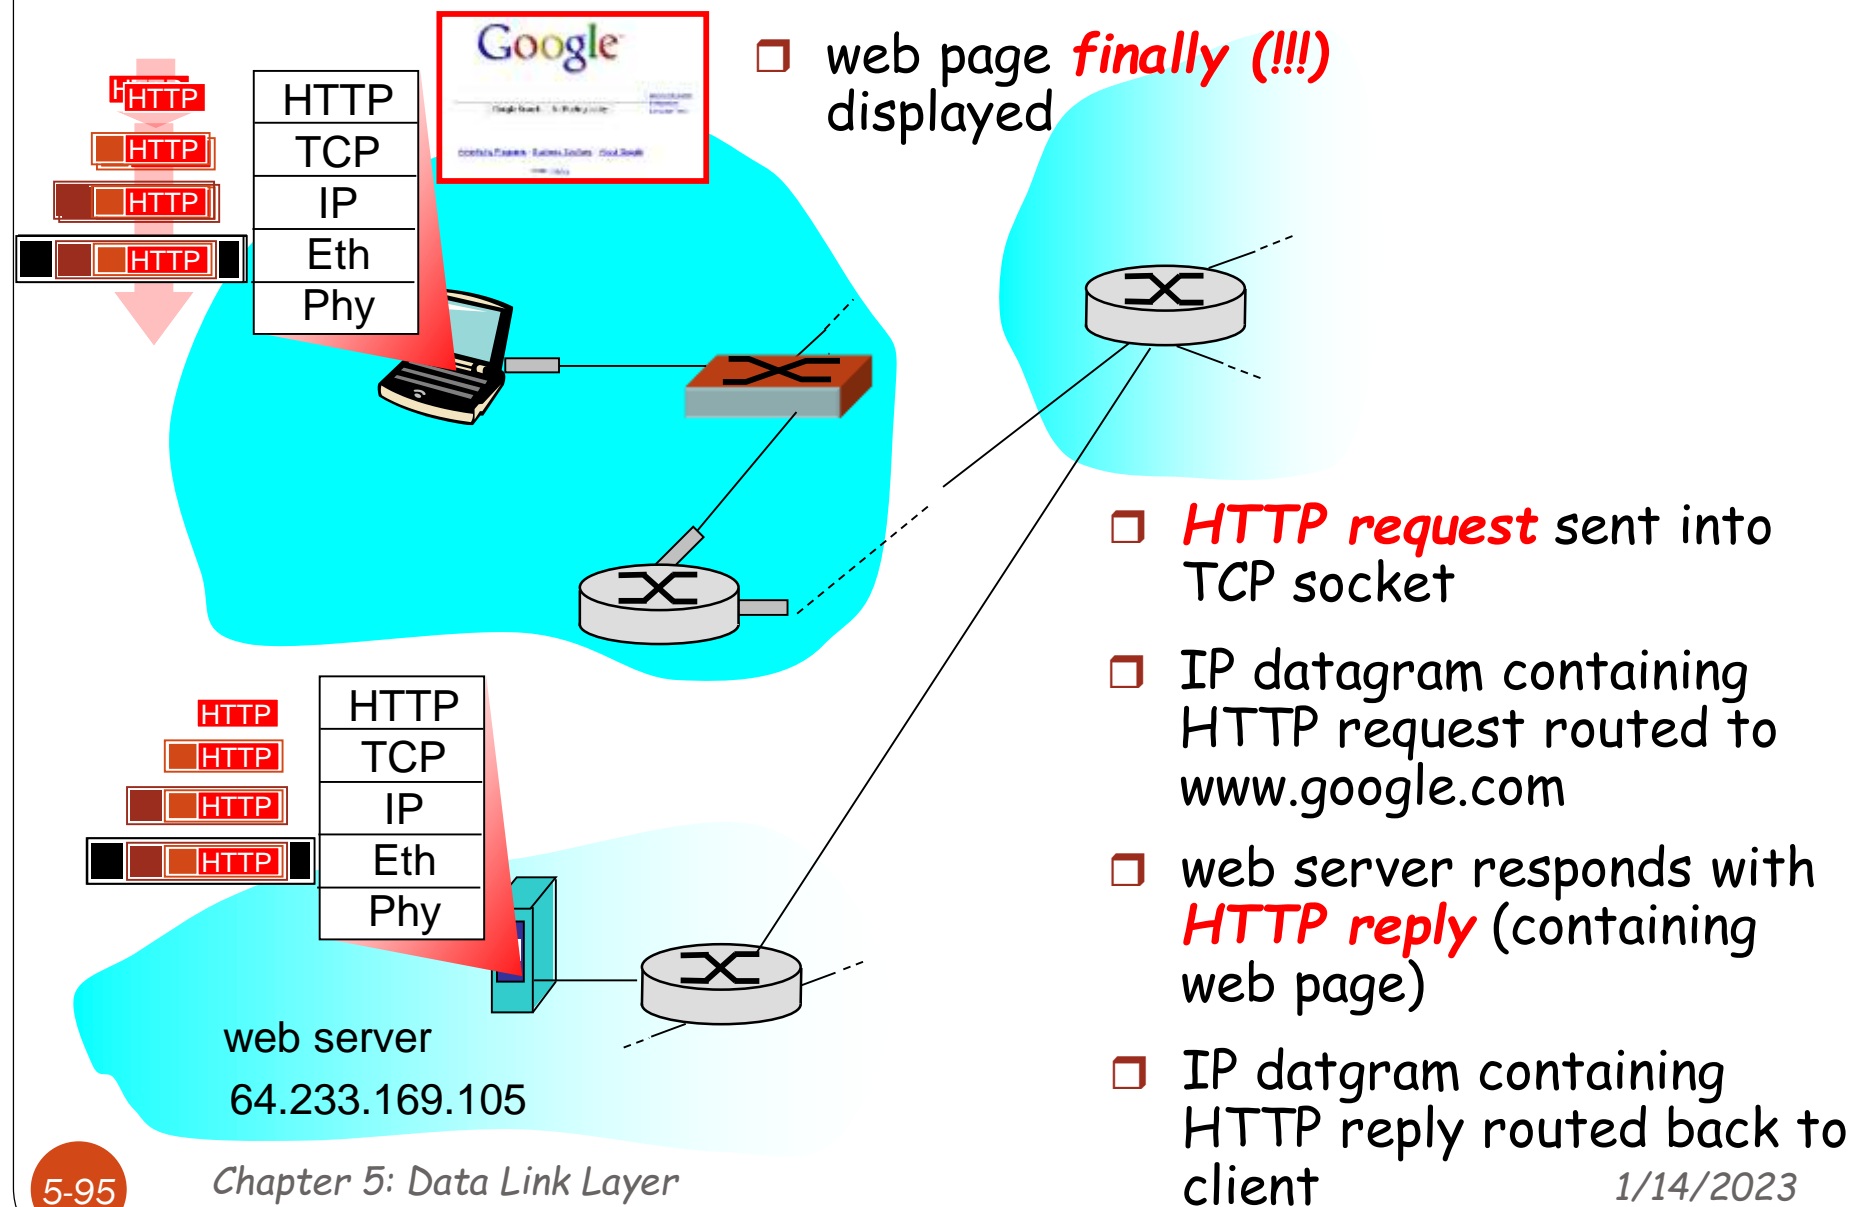 Google
web page finally (!!!)
displayed
HTTP
HTTP
HTTP
HTTP
HTTP
HTTP
TCP
IP
Eth
Phy
HTTP request sent into
TCP socket
IP datagram containing
HTTP request routed to
www.google.com
web server responds with
HTTP reply (containing
web page)
IP datgram containing
HTTP reply routed back to
client
HTTP
HTTP
HTTP
HTTP
HTTP
TCP
IP
Eth
Phy
web server
64.233.169.105
5-95
Chapter 5: Data Link Layer
1/14/2023